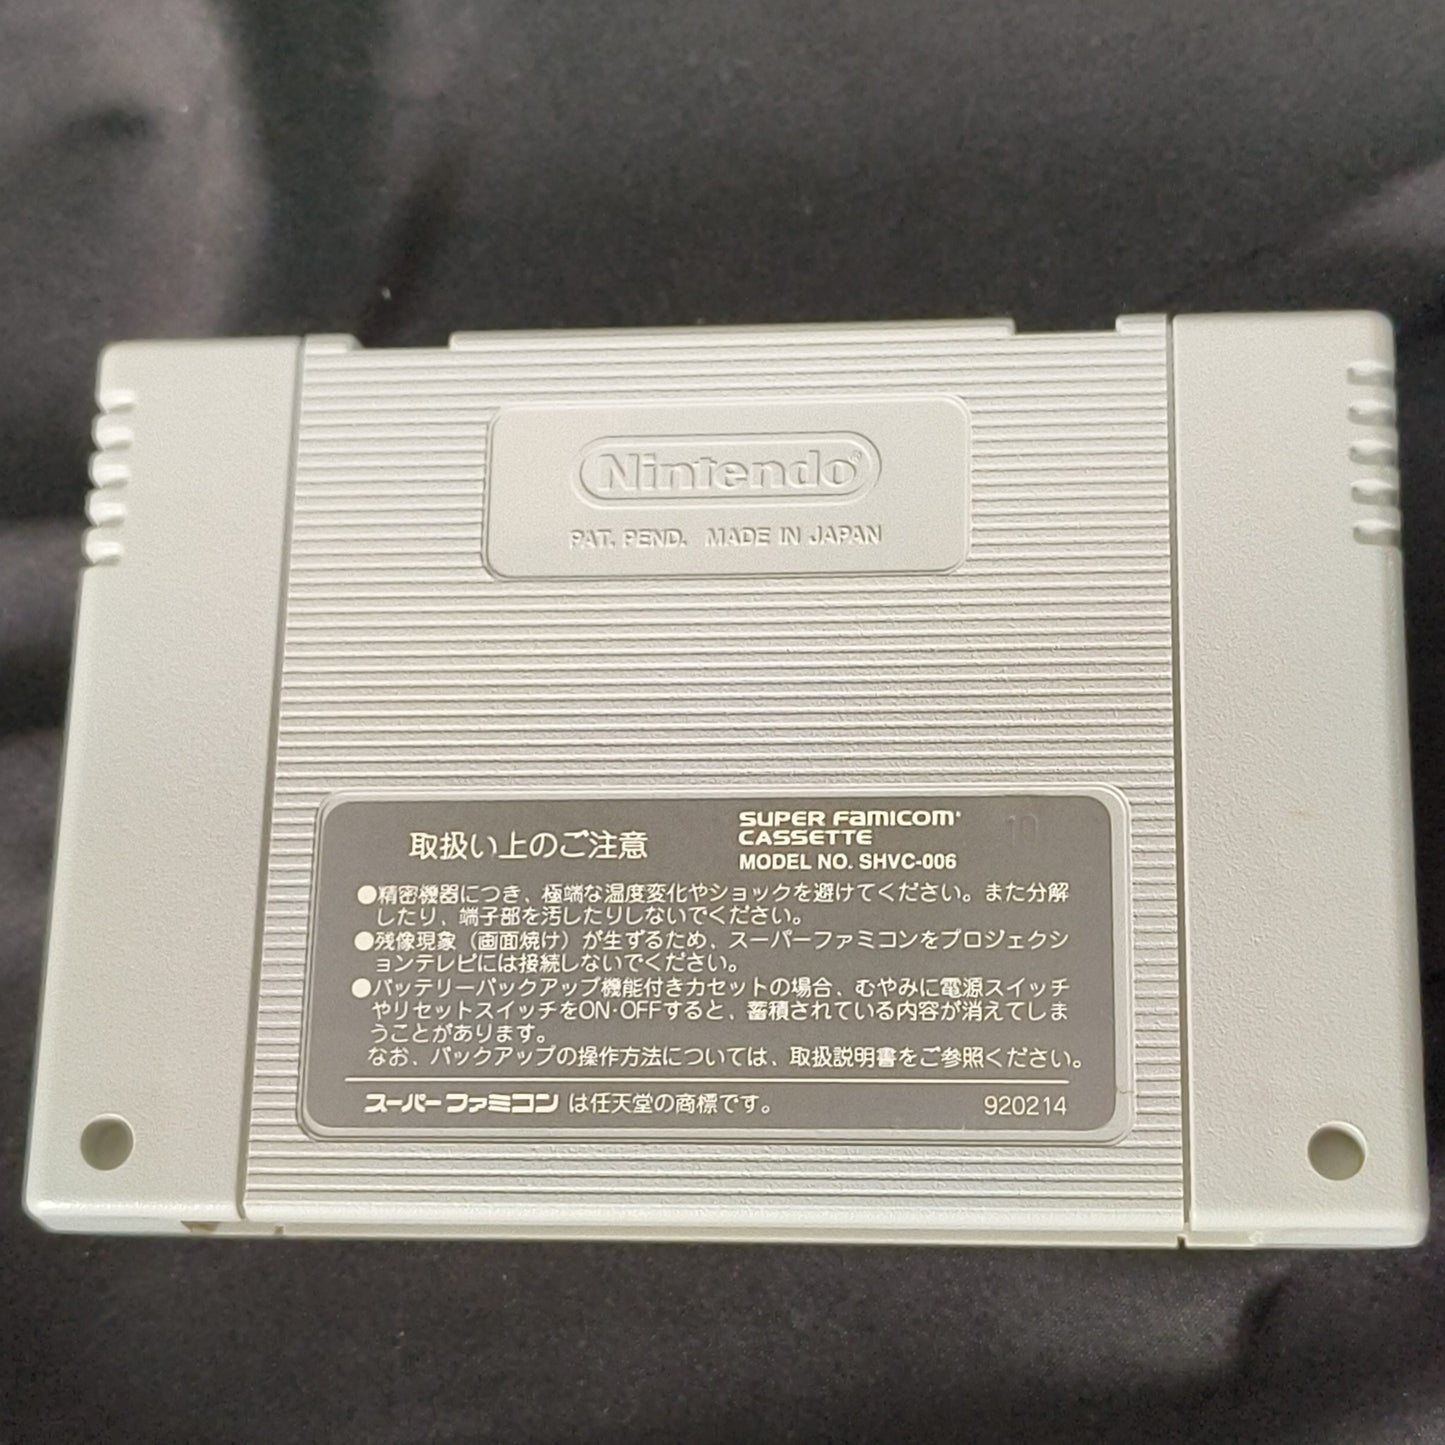 Nintendo®
PAT. PEND. MADE IN JAPAN
取扱い上のご注意
SUPER FAMICOM
CASSETTE
MODEL NO. SHVC-006
10
●精密機器につき、極端な温度変化やショックを避けてください。また分解
したり、端子部を汚したりしないでください。
●残像現象(画面焼け)が生ずるため、スーパーファミコンをプロジェクシ
ョンテレビには接続しないでください。
●バッテリーバックアップ機能付きカセットの場合、むやみに電源スイッチ
やリセットスイッチをON・OFFすると、蓄積されている内容が消えてしま
うことがあります。
なお、バックアップの操作方法については、取扱説明書をご参照ください。
スーパーファミコン は任天堂の商標です。
920214